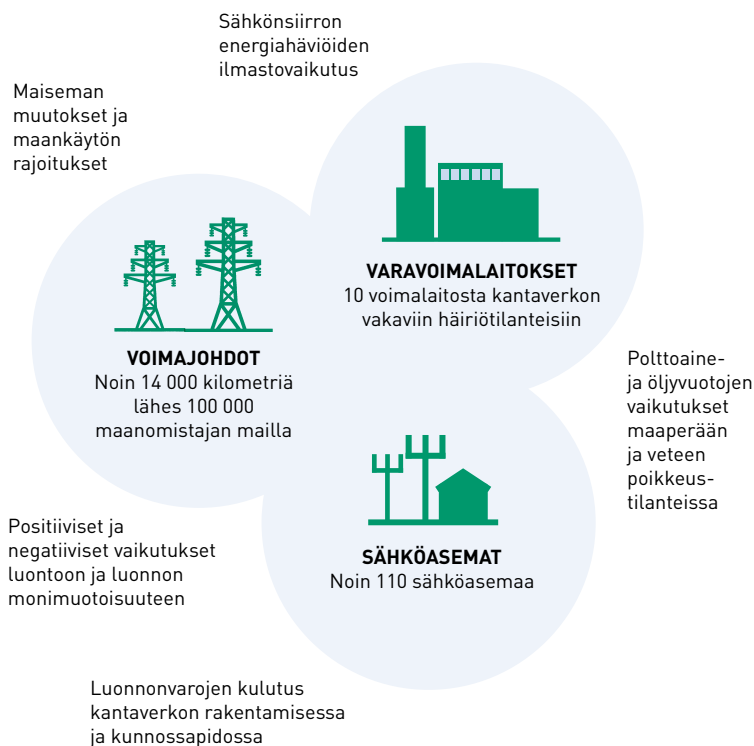 Sähkönsiirron
energiahäviöiden
ilmastovaikutus
Maiseman
muutokset ja
maankäytön
rajoitukset
VARAVOIMALAITOKSET
10 voimalaitosta kantaverkon
vakaviin häiriötilanteisiin
VOIMAJOHDOT
Noin 14 000 kilometriä
lähes 100 000
maanomistajan mailla
Polttoaine-
ja öljyvuotojen
vaikutukset
maaperään
ja veteen
poikkeus-
tilanteissa
Positiiviset ja
negatiiviset vaikutukset
luontoon ja luonnon
monimuotoisuuteen
SÄHKÖASEMAT
Noin 110 sähköasemaa
Luonnonvarojen kulutus
kantaverkon rakentamisessa
ja kunnossapidossa